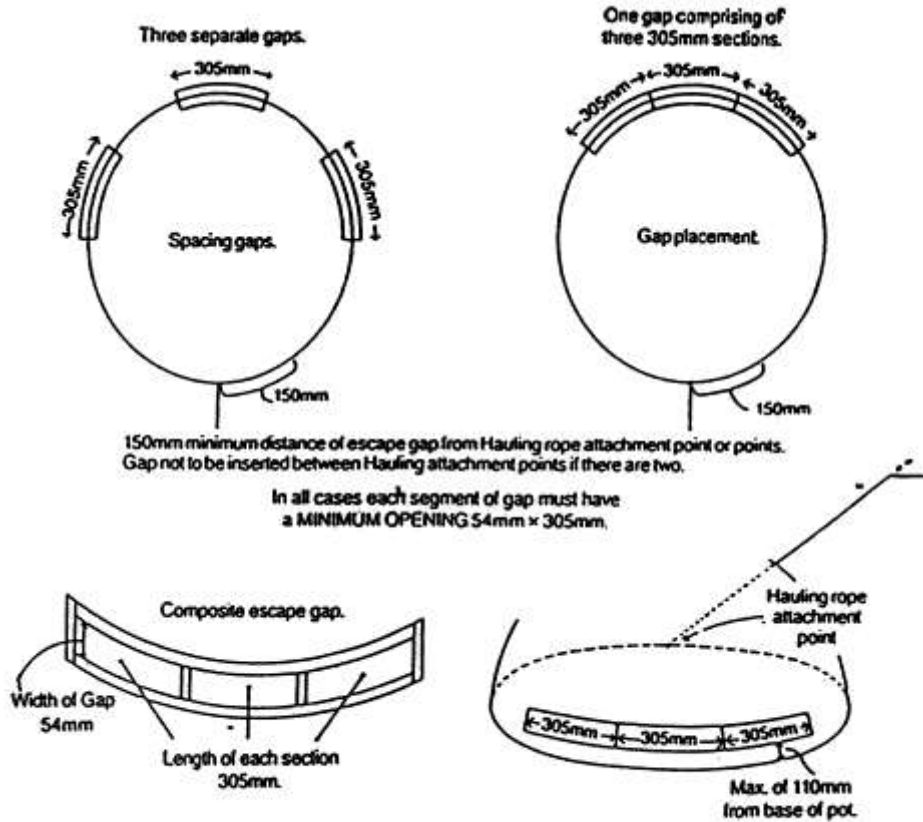 Three separate gaps.
305mm
305mm
305mm
Spacing gaps.
150mm
One gap comprising of
three 305mm sections.
305mm
305mm
305mm
Gap placement.
150mm
150mm minimum distance of escape gap from Hauling rope attachment point or points.
Gap not to be inserted between Hauling attachment points if there are two.
In all cases each segment of gap must have
a MINIMUM OPENING 54mm × 305mm.
Composite escape gap.
Width of Gap
54mm
Length of each section
305mm.
Hauling rope
attachment
point
305mm
305mm
305mm
Max. of 110mm
from base of pot.